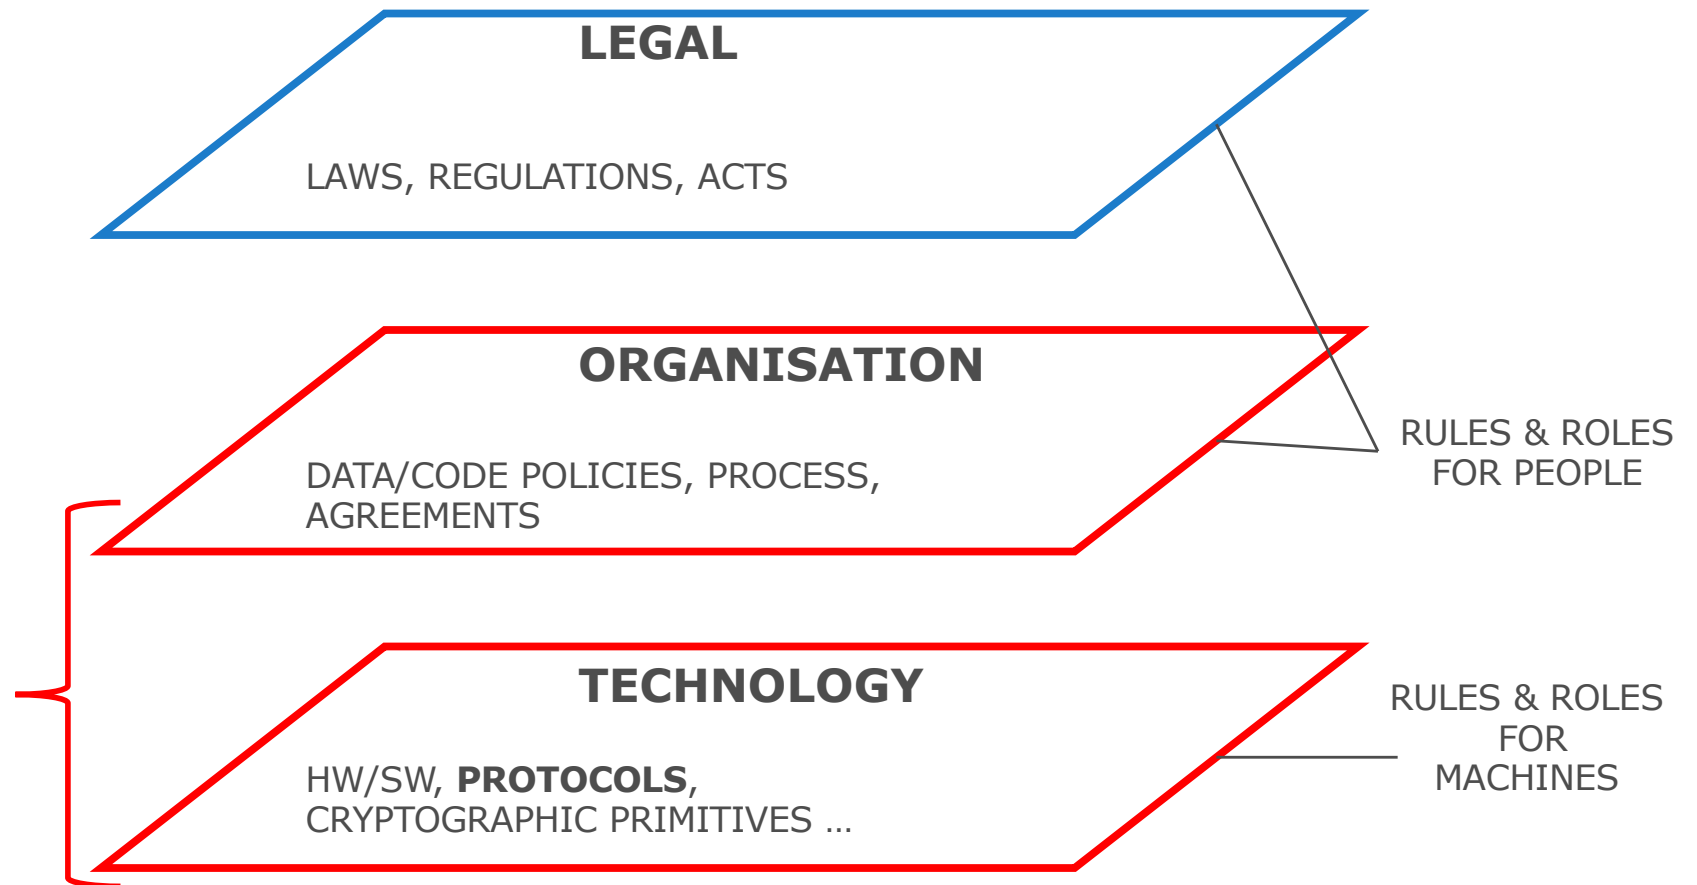 LEGAL
LAWS, REGULATIONS, ACTS
ORGANISATION
DATA/CODE POLICIES, PROCESS,
AGREEMENTS
RULES & ROLES
FOR PEOPLE
TECHNOLOGY
HW/SW, PROTOCOLS,
CRYPTOGRAPHIC PRIMITIVES …
RULES & ROLES
FOR
MACHINES